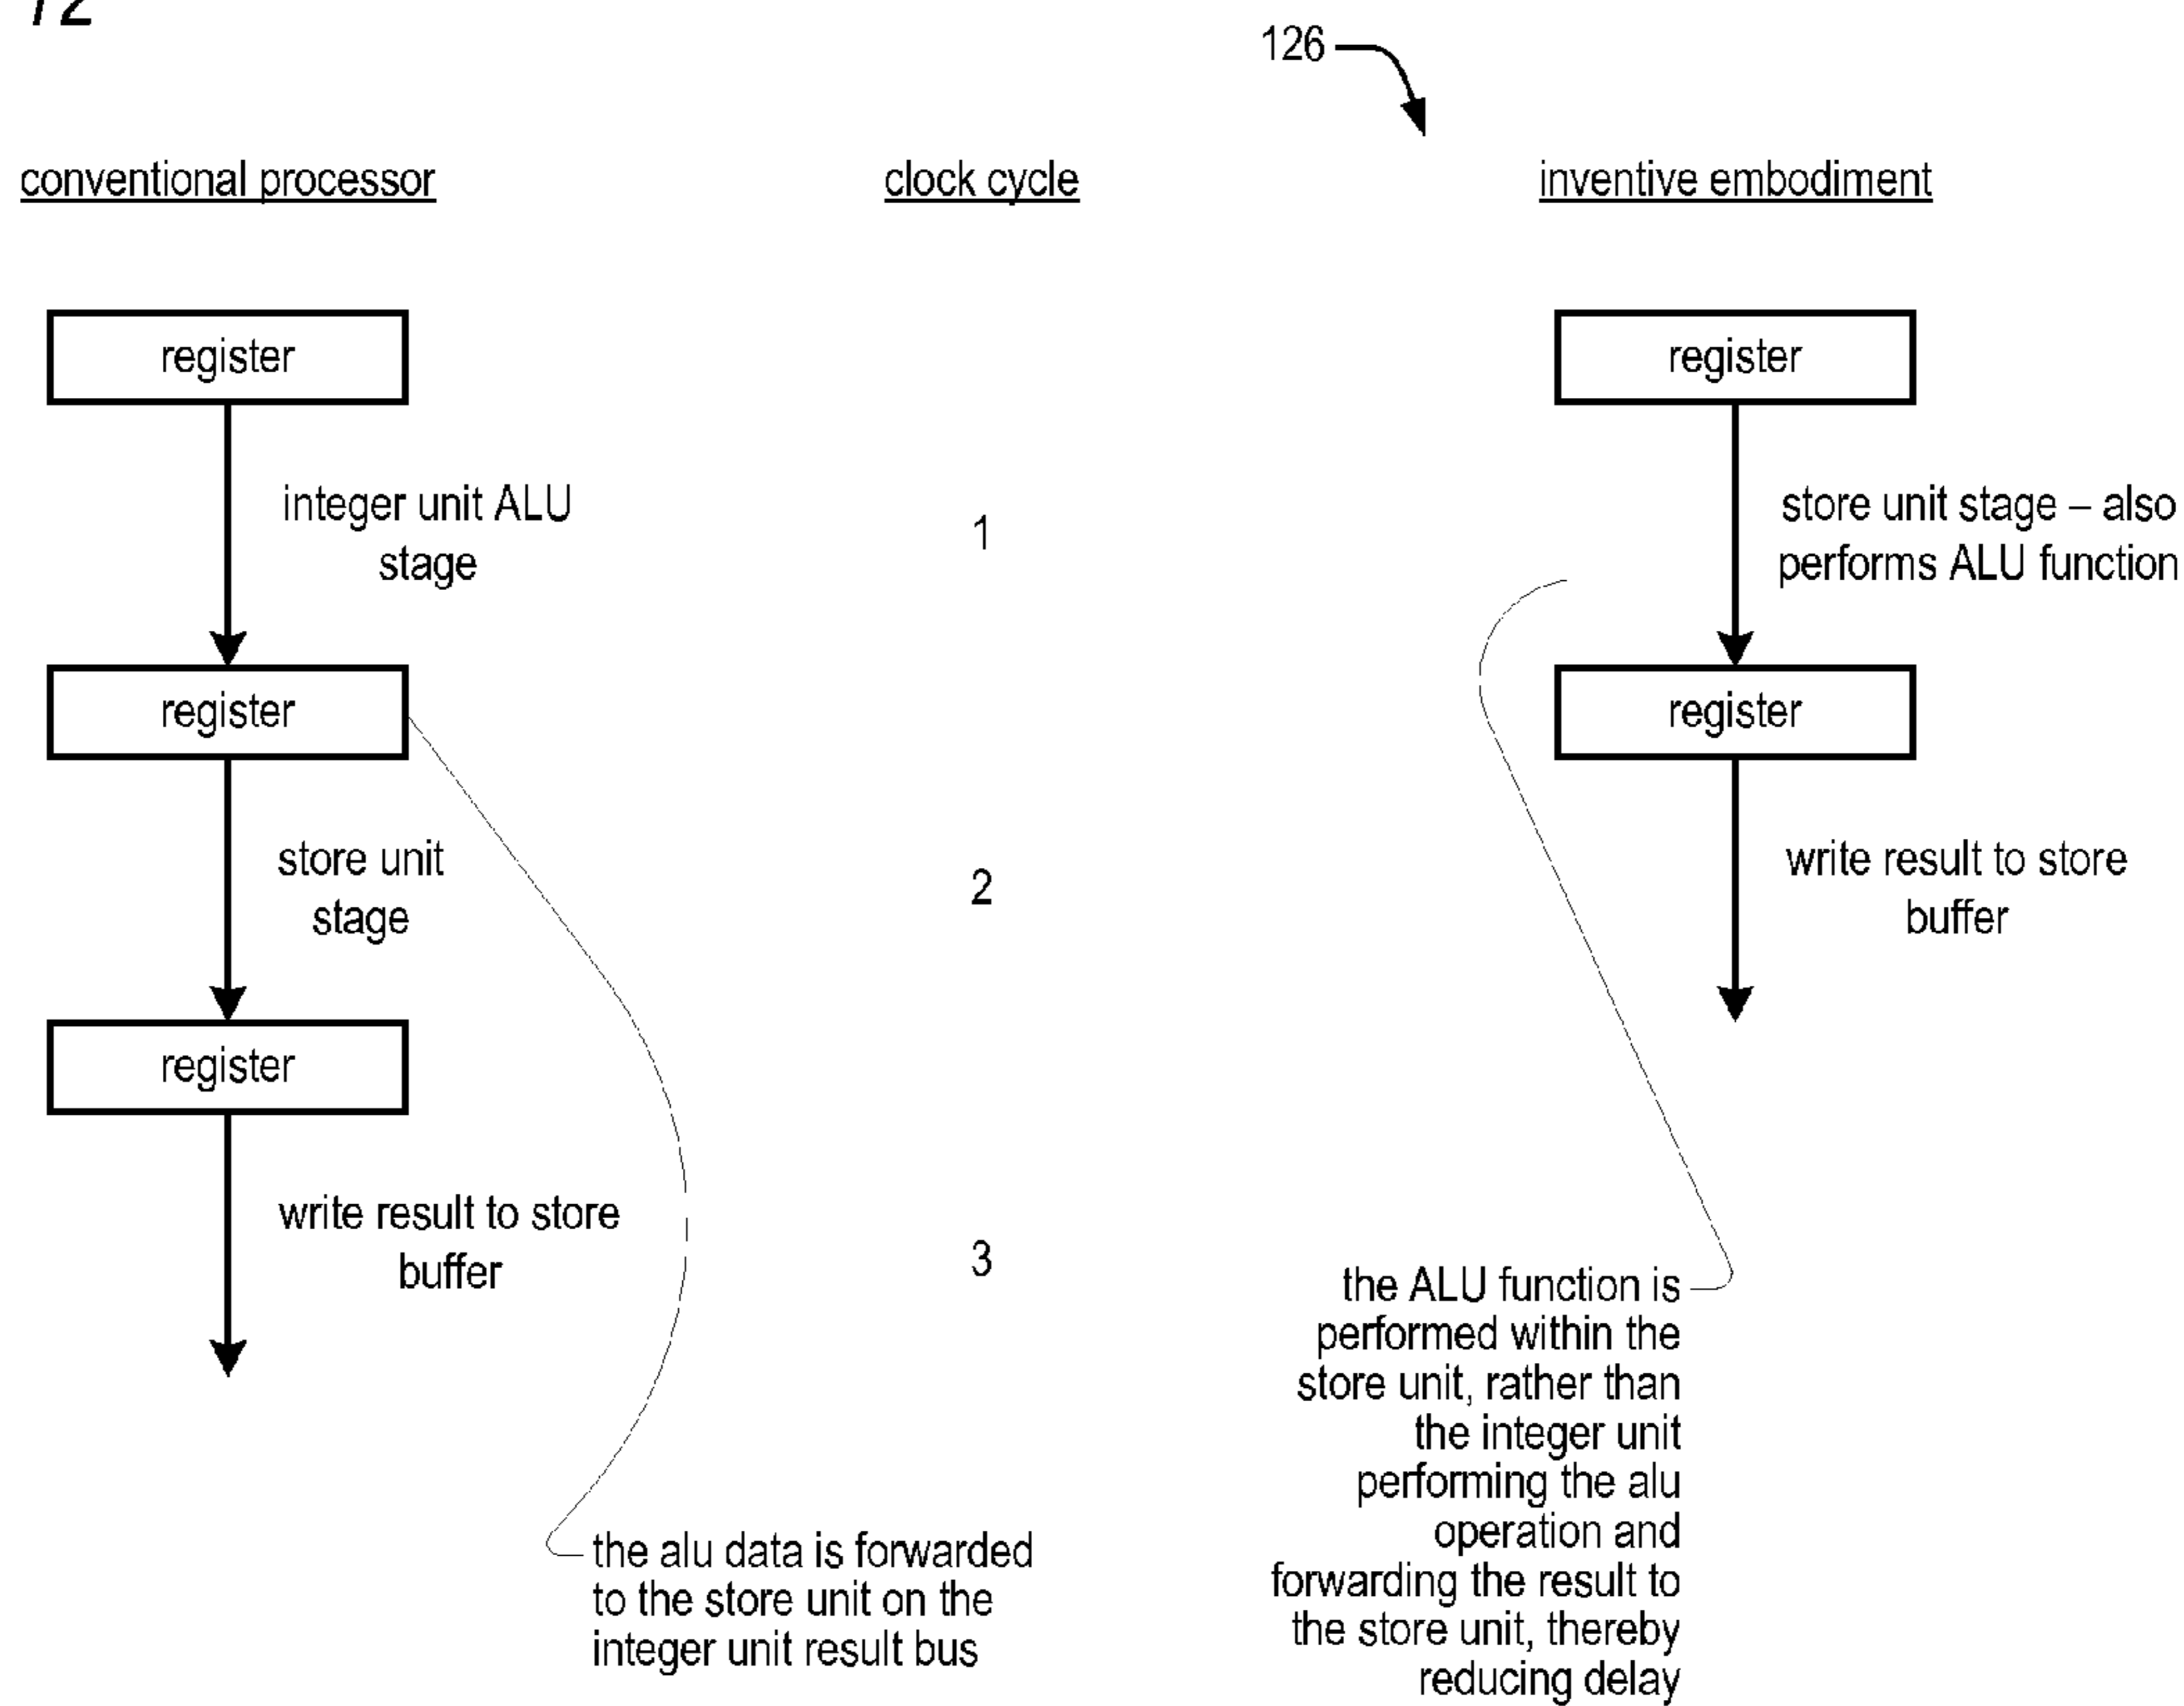 12
126
conventional processor
clock cycle
inventive embodiment
register
register
integer unit ALU
stage
1
store unit stage – also
performs ALU function
register
register
store unit
stage
2
write result to store
buffer
register
write result to store
buffer
3
the alu data is forwarded
to the store unit on the
integer unit result bus
the ALU function is
performed within the
store unit, rather than
the integer unit
performing the alu
operation and
forwarding the result to
the store unit, thereby
reducing delay